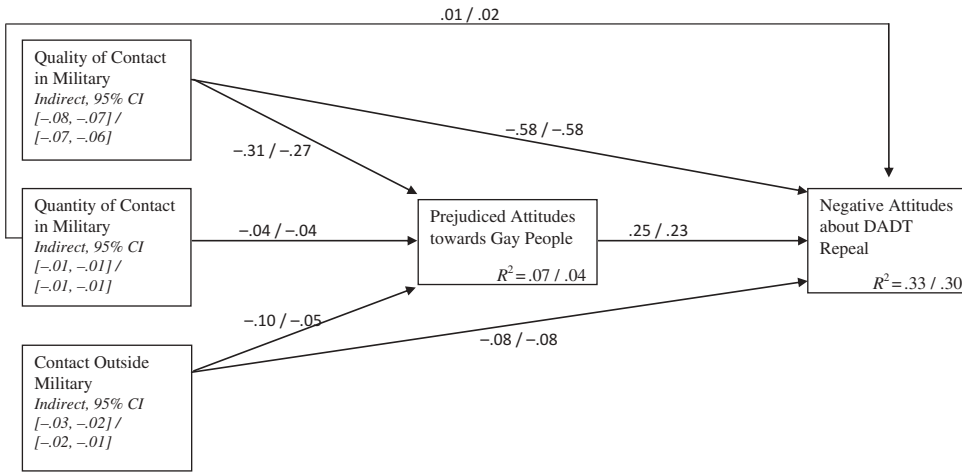 .01 / .02
Quality of Contact
in Military
Indirect, 95% CI
[–.08, –.07] /
[–.07, –.06]
–.58 / –.58
–.31 / –.27
Quantity of Contact
in Military
Indirect, 95% CI
[–.01, –.01] /
[–.01, –.01]
–.04 / –.04
Prejudiced Attitudes
towards Gay People
R² = .07 / .04
.25 / .23
Negative Attitudes
about DADT
Repeal
R² = .33 / .30
–.10 / –.05
–.08 / –.08
Contact Outside
Military
Indirect, 95% CI
[–.03, –.02] /
[–.02, –.01]